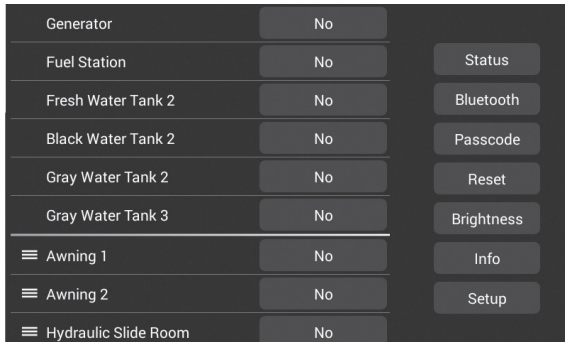 Generator No
Fuel Station No
Fresh Water Tank 2 No
Black Water Tank 2 No
Gray Water Tank 2 No
Gray Water Tank 3 No
Awning 1 No
Awning 2 No
Hydraulic Slide Room No
Status
Bluetooth
Passcode
Reset
Brightness
Info
Setup